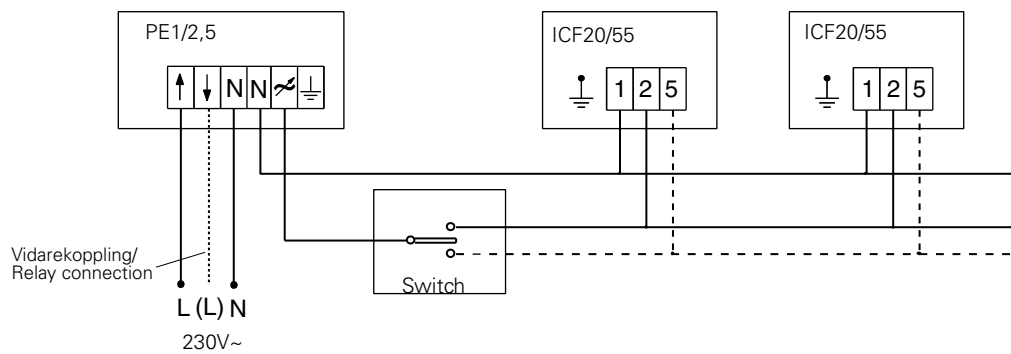 PE1/2,5
N N
ICF20/55
1 2 5
ICF20/55
1 2 5
Vidarekoppling/
Relay connection
Switch
L (L) N
230V~